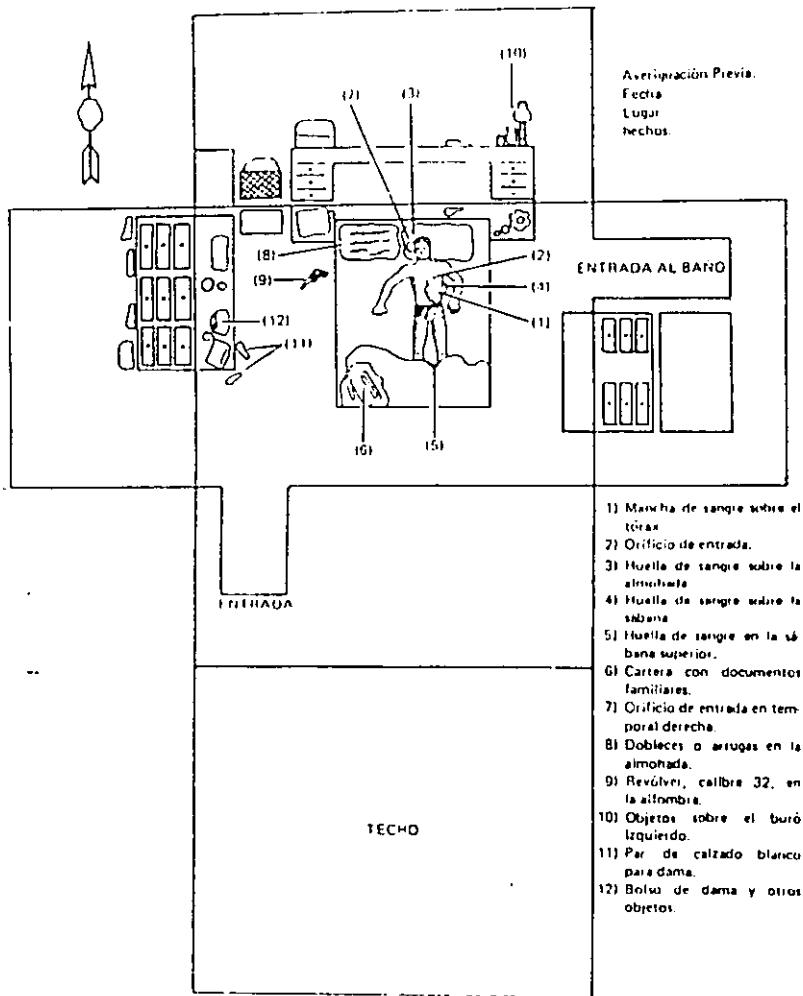 (10)
(7)
(3)
Averiguación Previa.
Fecha
Lugar
hechos.
(8)
(2)
(9)
(4)
ENTRADA AL BAÑO
(12)
(1)
(11)
(6)
(5)
ENTRADA
TECHO
1) Mancha de sangre sobre el
tórax
2) Orificio de entrada.
3) Huella de sangre sobre la
almohada
4) Huella de sangre sobre la
sábana
5) Huella de sangre en la sá-
bana superior.
6) Cartera con documentos
familiares.
7) Orificio de entrada en tem-
poral derecha.
8) Dobleces o arrugas en la
almohada.
9) Revólver, calibre 32, en
la alfombra.
10) Objetos sobre el buró
Izquierdo.
11) Par de calzado blanco
para dama.
12) Bolso de dama y otros
objetos.